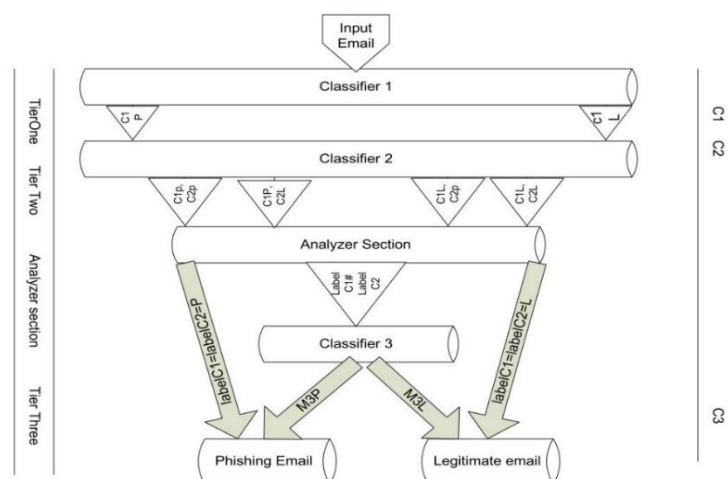 Input
Email
Classifier 1
C1
P
c1
L
Classifier 2
C1p,
C2p
C1P,
C2L
C1L,
C2p
C1L,
C2L
Analyzer Section
Label
C1#
Label
C2
Classifier 3
labelC1=labelC2=P
M3P
M3L
labelC1=labelC2=L
Phishing Email
Legitimate email
TierOne
Tier Two
Analyzer section
Tier Three
C1
C2
C3